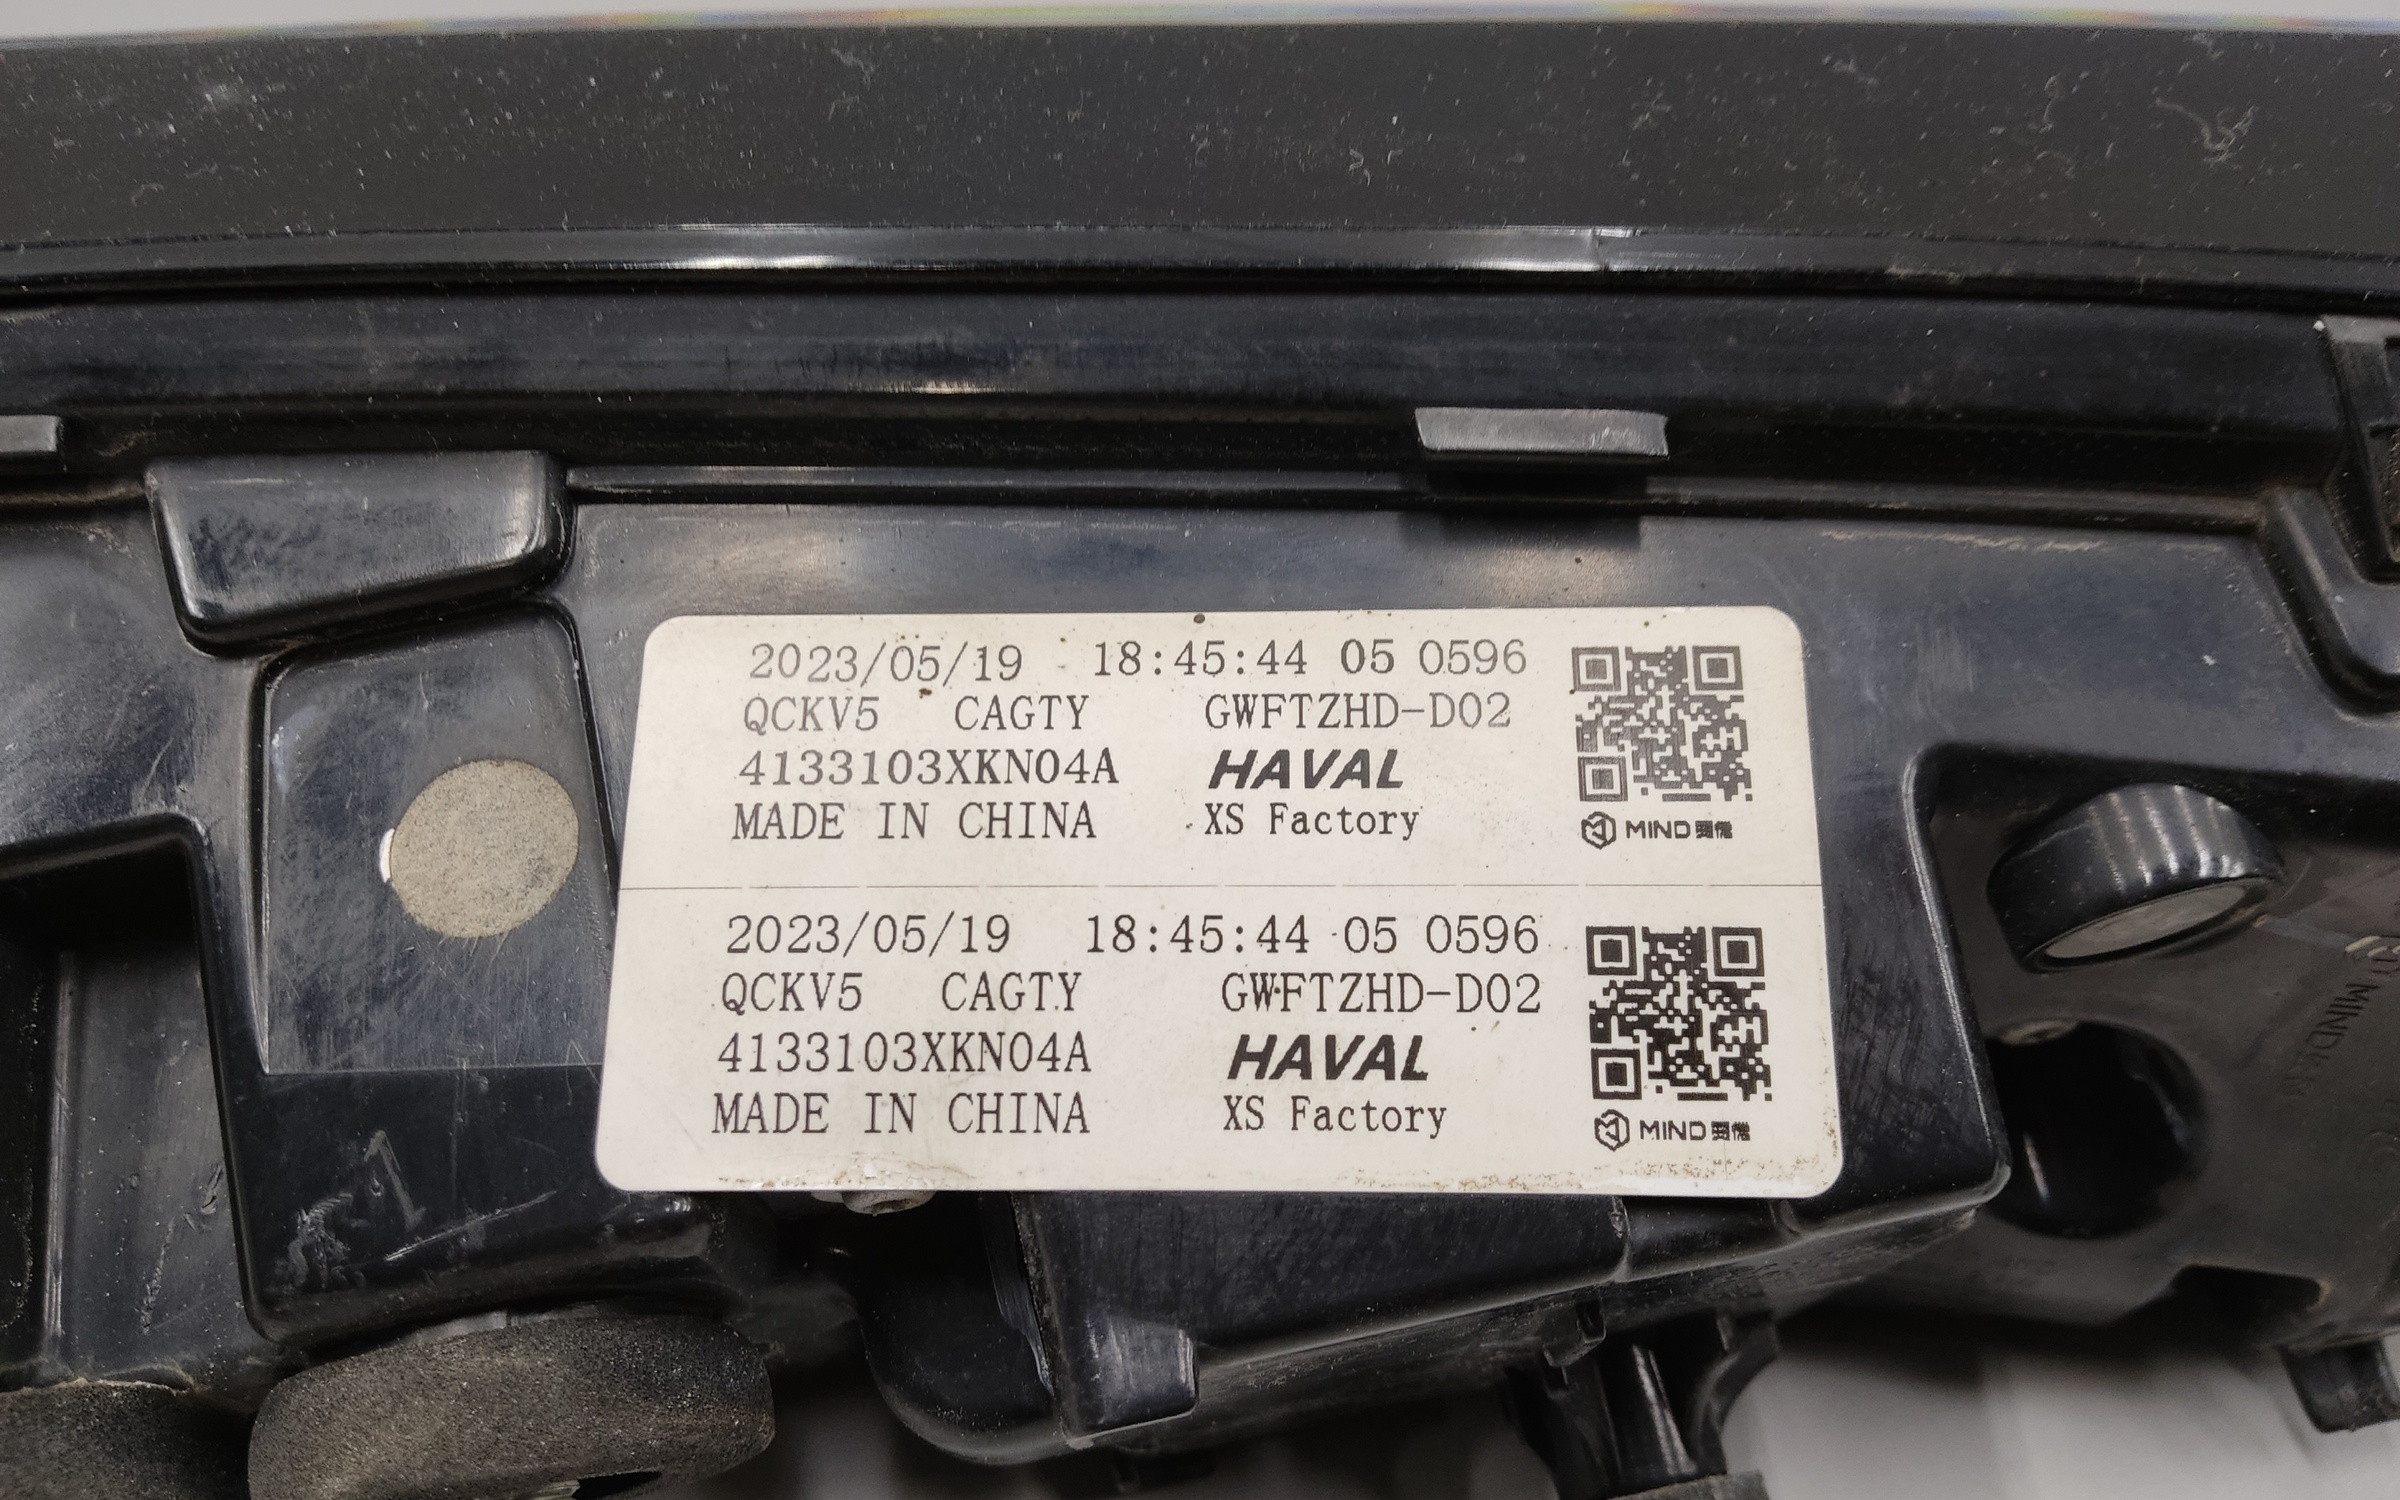 2023/05/19 18:45:44 05 0596
QCKV5 CAGTY GWFTZHD-D02
4133103XKN04A HAVAL
MADE IN CHINA XS Factory
MIND
2023/05/19 18:45:44 05 0596
QCKV5 CAGTY GWFTZHD-D02
4133103XKN04A HAVAL
MADE IN CHINA XS Factory
MIND
MIND